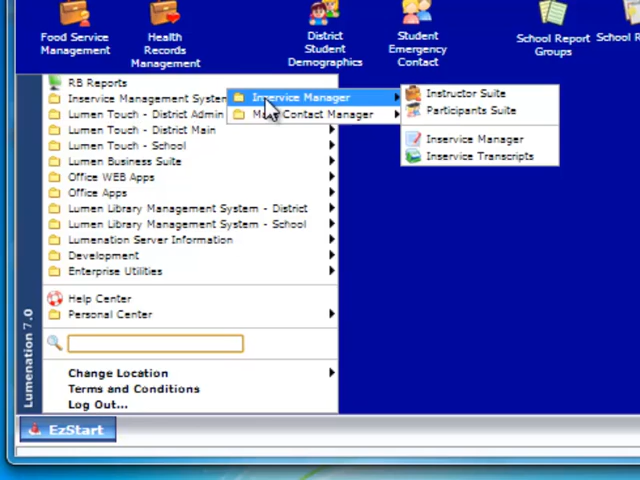 Food Service
Management
Health
Records
Management
District
Student
Demographics
Student
Emergency
Contact
School Report
Groups
School R
RB Reports
Inservice Management System
Lumen Touch - District Admin
Lumen Touch - District Main
Lumen Touch - School
Lumen Business Suite
Office WEB Apps
Office Apps
Lumen Library Management System - District
Lumen Library Management System - School
Lumenation Server Information
Development
Enterprise Utilities
Help Center
Personal Center
Change Location
Terms and Conditions
Log Out...
Inservice Manager
Contact Manager
Instructor Suite
Participants Suite
Inservice Manager
Inservice Transcripts
Lumenation 7.0
EzStart